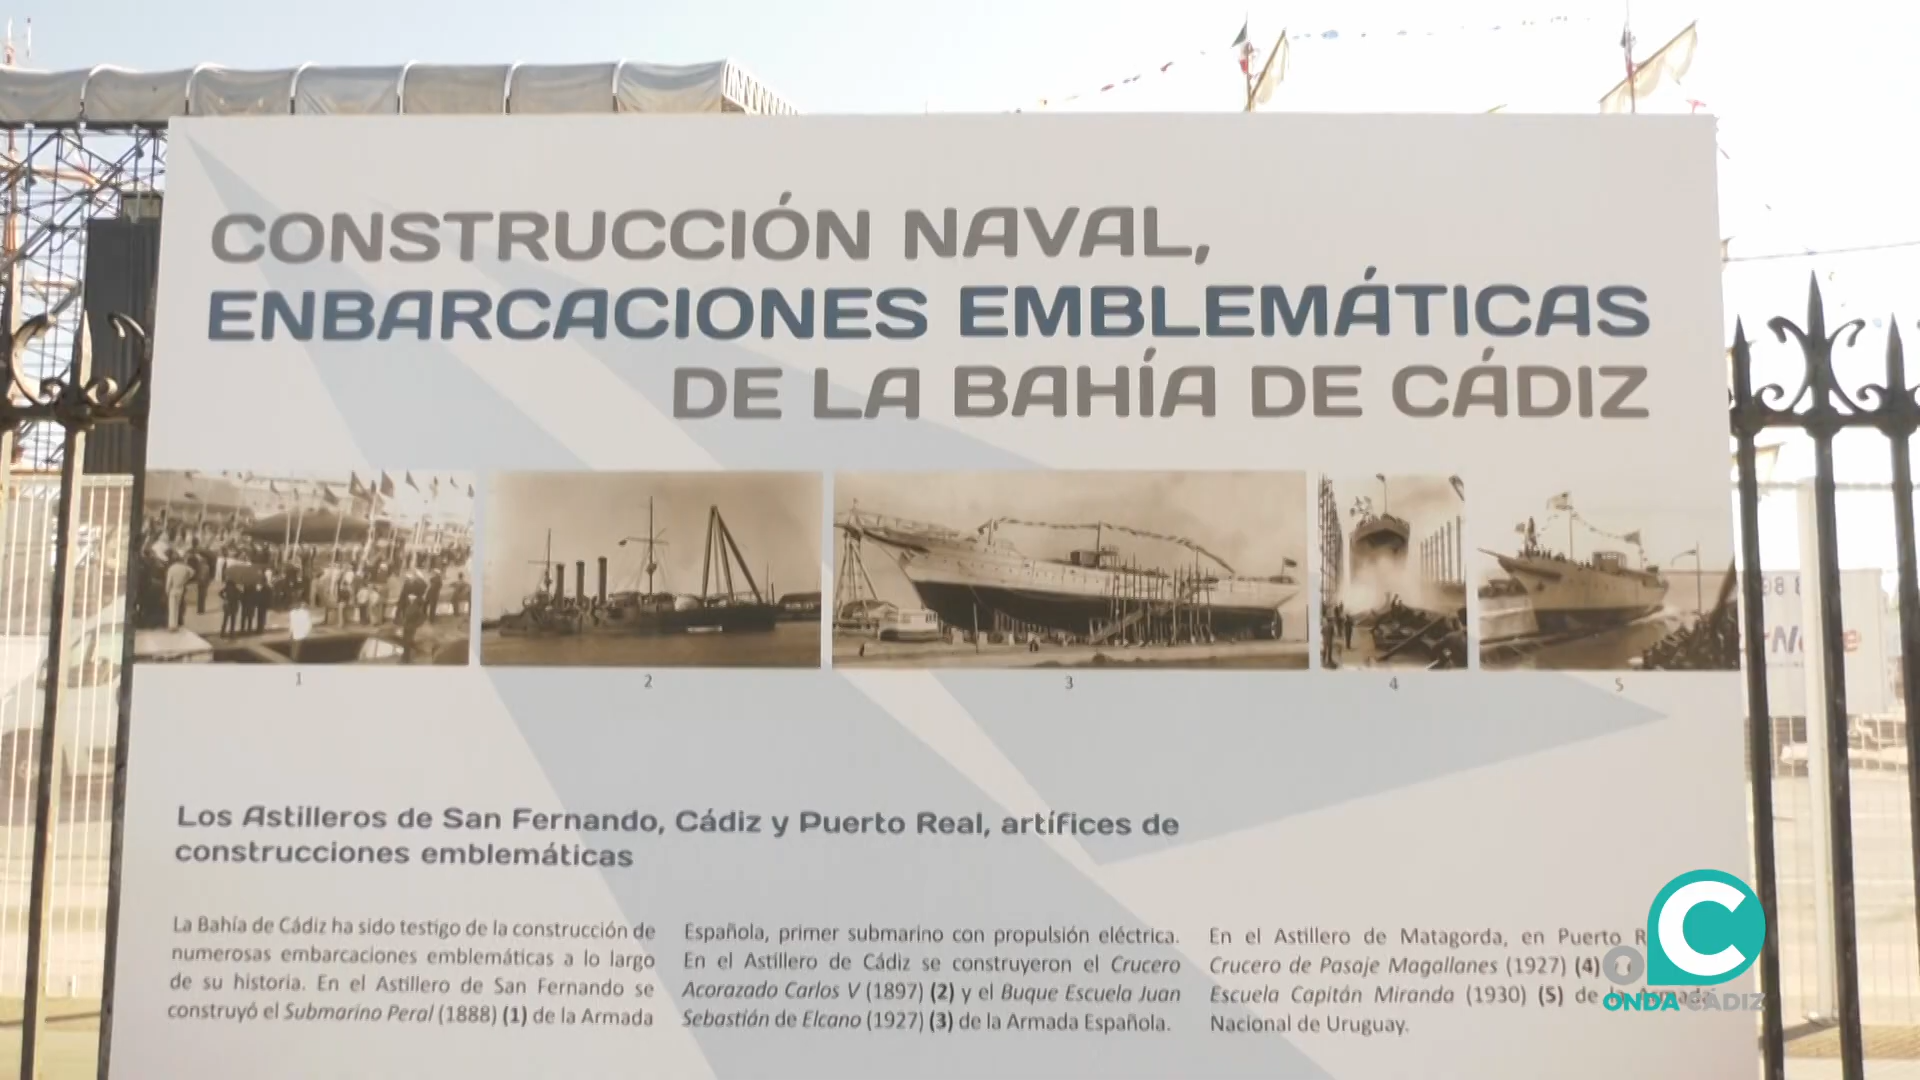 CONSTRUCCIÓN NAVAL,
ENBARCACIONES EMBLEMÁTICAS
DE LA BAHÍA DE CÁDIZ
1
2
3
4
5
Los Astilleros de San Fernando, Cádiz y Puerto Real, artífices de
construcciones emblemáticas
La Bahía de Cádiz ha sido testigo de la construcción de
numerosas embarcaciones emblemáticas a lo largo
de su historia. En el Astillero de San Fernando se
construyó el Submarino Peral (1888) (1) de la Armada
Española, primer submarino con propulsión eléctrica.
En el Astillero de Cádiz se construyeron el Crucero
Acorazado Carlos V (1897) (2) y el Buque Escuela Juan
Sebastián de Elcano (1927) (3) de la Armada Española.
En el Astillero de Matagorda, en Puerto
Crucero de Pasaje Magallanes (1927) (4)
Escuela Capitán Miranda (1930) (5) de la Armada
Nacional de Uruguay.
ONDA CÁDIZ